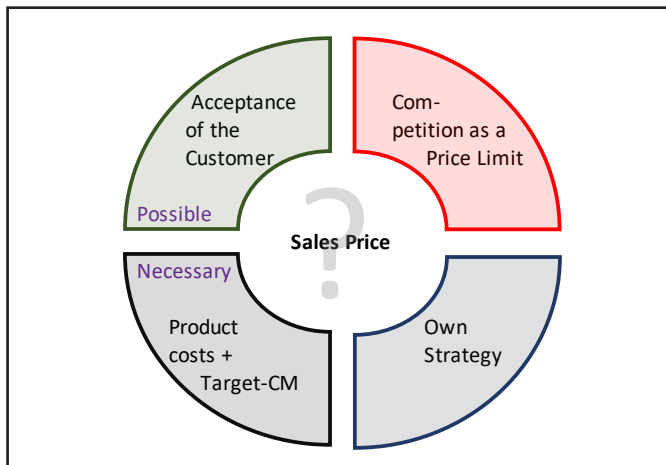 Acceptance
of the
Customer
Possible
Com-
petition as a
Price Limit
?
Sales Price
Necessary
Product
costs +
Target-CM
Own
Strategy